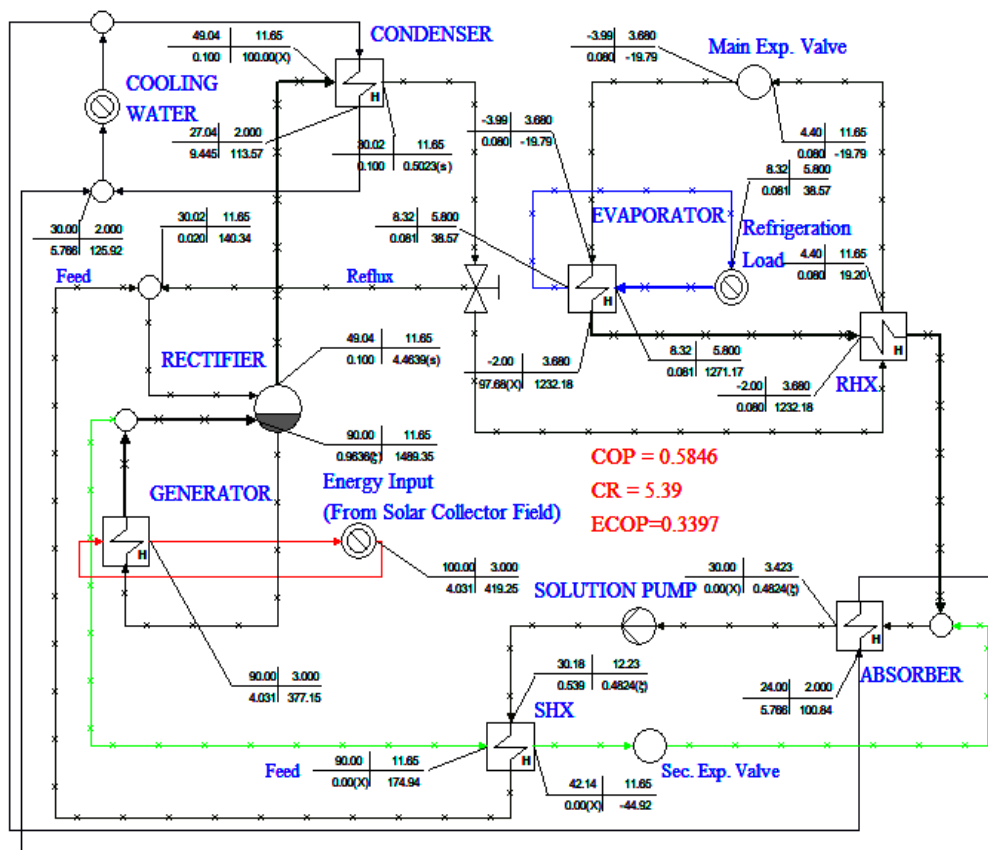 49.04 11.65
0.100 100.00(X)
CONDENSER
H
COOLING
WATER
27.04 2.000
9.445 113.57
30.02 11.65
0.100 0.5023(s)
-3.99 3.680
0.080 -19.79
Main Exp. Valve
-3.99 3.680
0.080 -19.79
4.40 11.65
0.080 -19.79
8.32 5.800
0.081 38.57
30.00 2.000
5.766 125.92
30.02 11.65
0.020 140.34
8.32 5.800
0.081 38.57
EVAPORATOR
Refrigeration
Load
4.40 11.65
0.080 19.20
Feed
Reflux
H
RECTIFIER
49.04 11.65
0.100 4.4639(s)
-2.00 3.680
97.68(X) 1232.18
8.32 5.800
0.081 1271.17
-2.00 3.680
0.080 1232.18
RHX
H
90.00 11.65
0.9636(ξ) 1489.35
COP = 0.5846
CR = 5.39
ECOP=0.3397
GENERATOR
H
Energy Input
(From Solar Collector Field)
100.00 3.000
4.031 419.25
30.00 3.423
0.00(X) 0.4824(ξ)
SOLUTION PUMP
H
ABSORBER
90.00 3.000
4.031 377.15
30.18 12.23
0.539 0.4824(ξ)
24.00 2.000
5.766 100.84
SHX
H
Feed
90.00 11.65
0.00(X) 174.94
Sec. Exp. Valve
42.14 11.65
0.00(X) -44.92